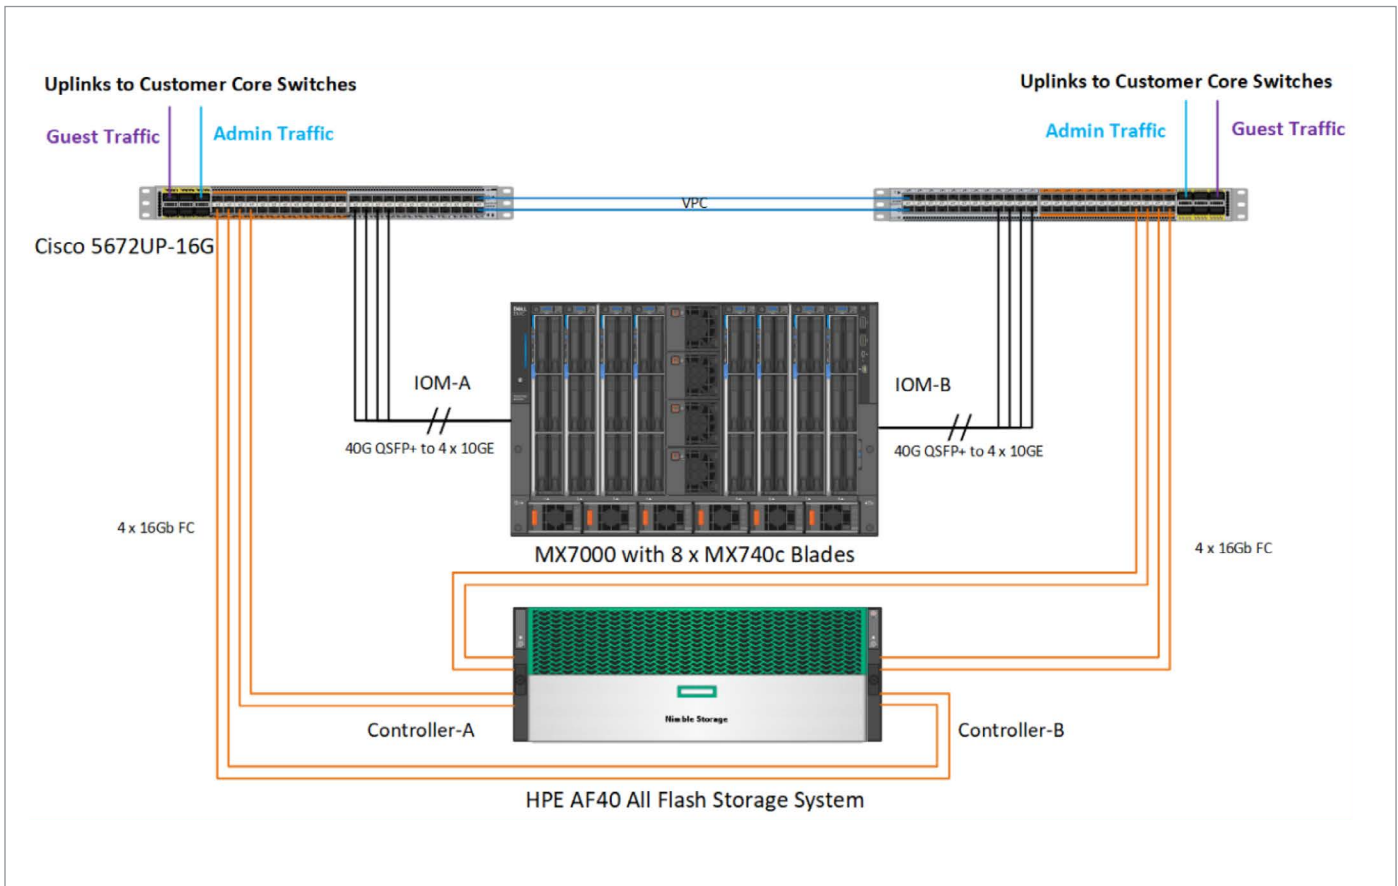 Uplinks to Customer Core Switches
Uplinks to Customer Core Switches
Guest Traffic
Admin Traffic
Admin Traffic
Guest Traffic
VPC
Cisco 5672UP-16G
IOM-A
IOM-B
40G QSFP+ to 4 x 10GE
40G QSFP+ to 4 x 10GE
4 x 16Gb FC
4 x 16Gb FC
MX7000 with 8 x MX740c Blades
Nimble Storage
Controller-A
Controller-B
HPE AF40 All Flash Storage System